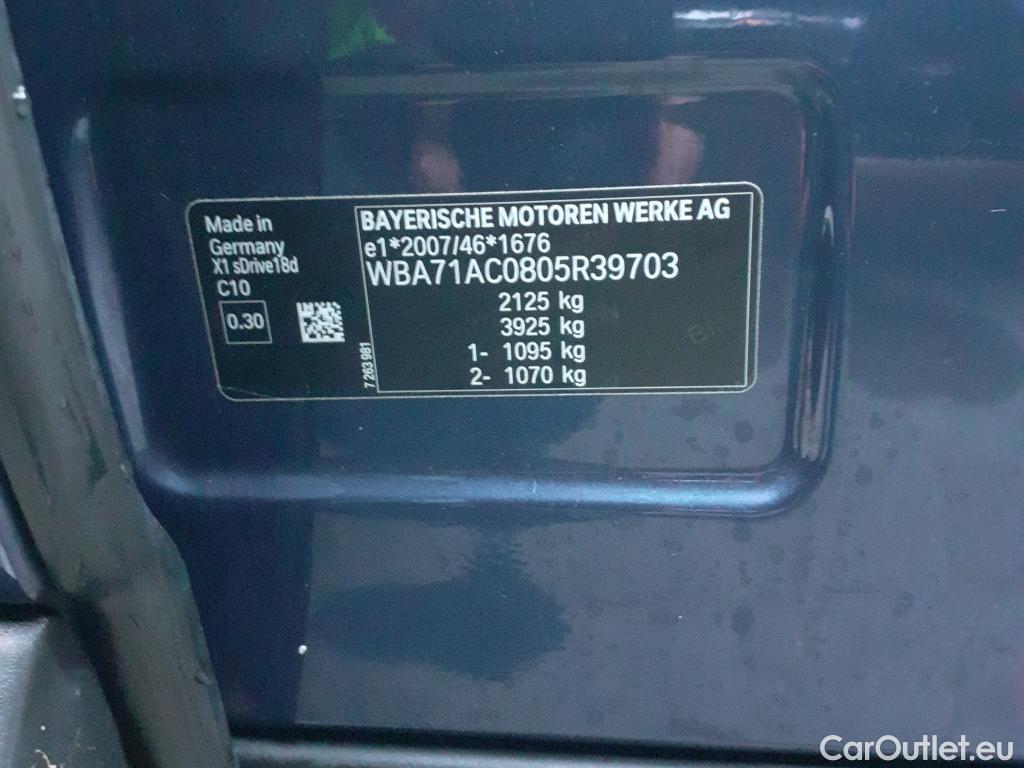 Made in
Germany
X1 sDrive18d
C10
0.30
7 263 981
BAYERISCHE MOTOREN WERKE AG
e1*2007/46*1676
WBA71AC0805R39703
2125 kg
3925 kg
1- 1095 kg
2- 1070 kg
CarOutlet.eu